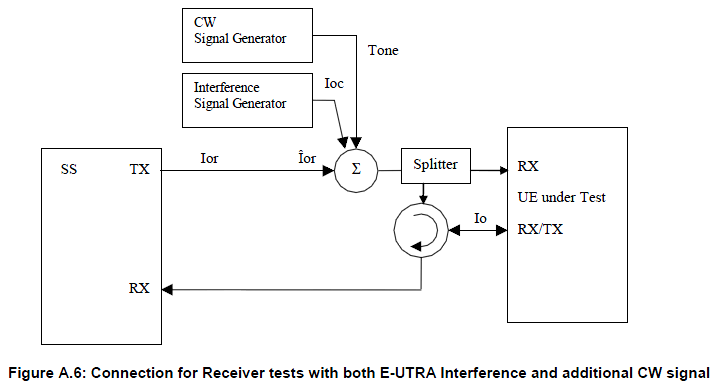 CW
Signal Generator
Tone
Interference
Signal Generator
Ioc
SS
TX
Ior
Îor
Σ
Splitter
RX
UE under Test
Io
RX/TX
RX
Figure A.6: Connection for Receiver tests with both E-UTRA Interference and additional CW signal